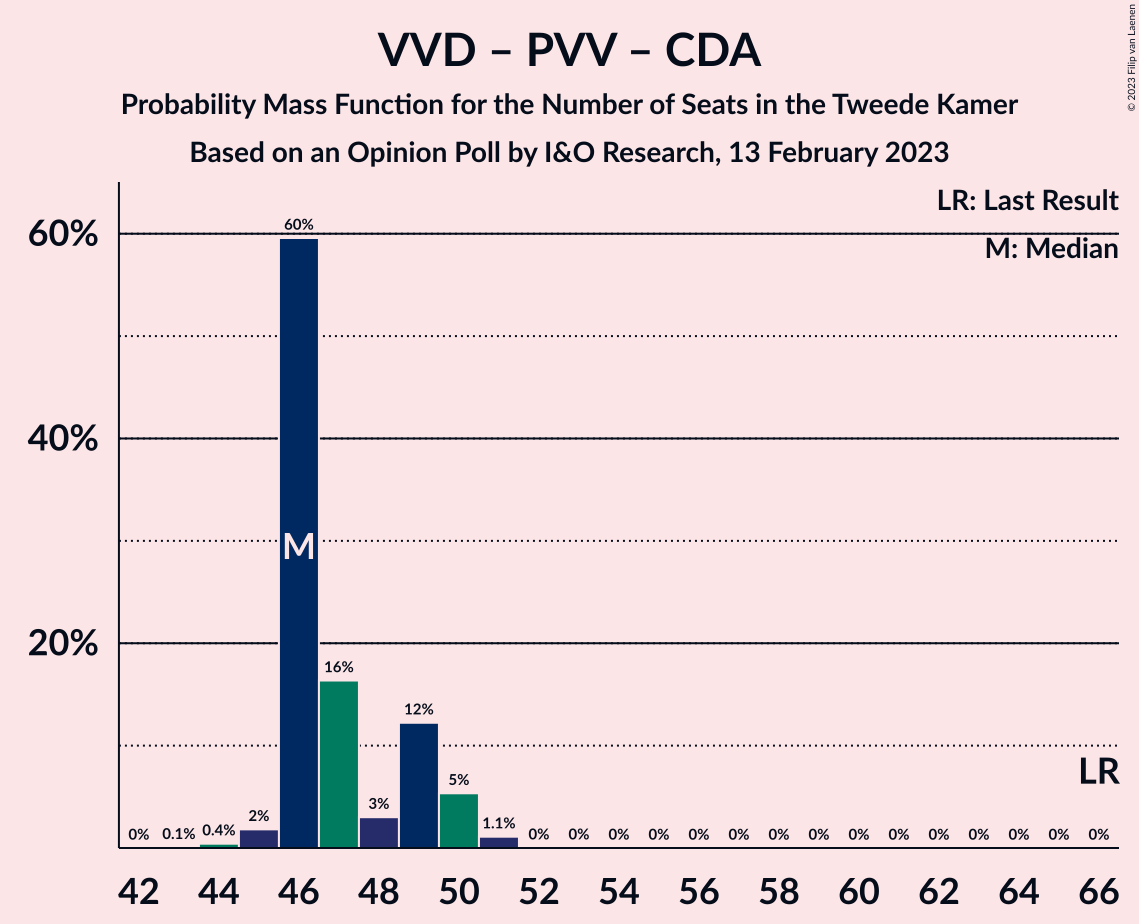 VVD – PVV – CDA
Probability Mass Function for the Number of Seats in the Tweede Kamer
Based on an Opinion Poll by I&O Research, 13 February 2023
© 2023 Filip van Laenen
LR: Last Result
M: Median
60%
40%
20%
M
LR
0% 0.1% 0.4% 2% 60% 16% 3% 12% 5% 1.1% 0% 0% 0% 0% 0% 0% 0% 0% 0% 0% 0% 0% 0% 0% 0%
42 44 46 48 50 52 54 56 58 60 62 64 66